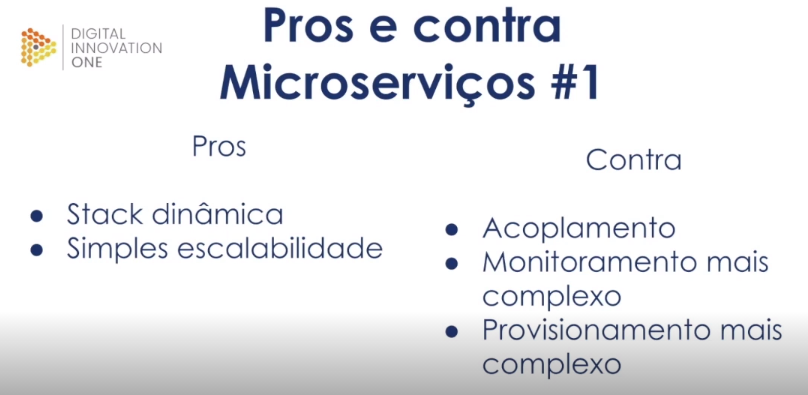 DIGITAL
INNOVATION
ONE
Pros e contra
Microserviços #1
Pros
● Stack dinâmica
● Simples escalabilidade
Contra
● Acoplamento
● Monitoramento mais
complexo
● Provisionamento mais
complexo